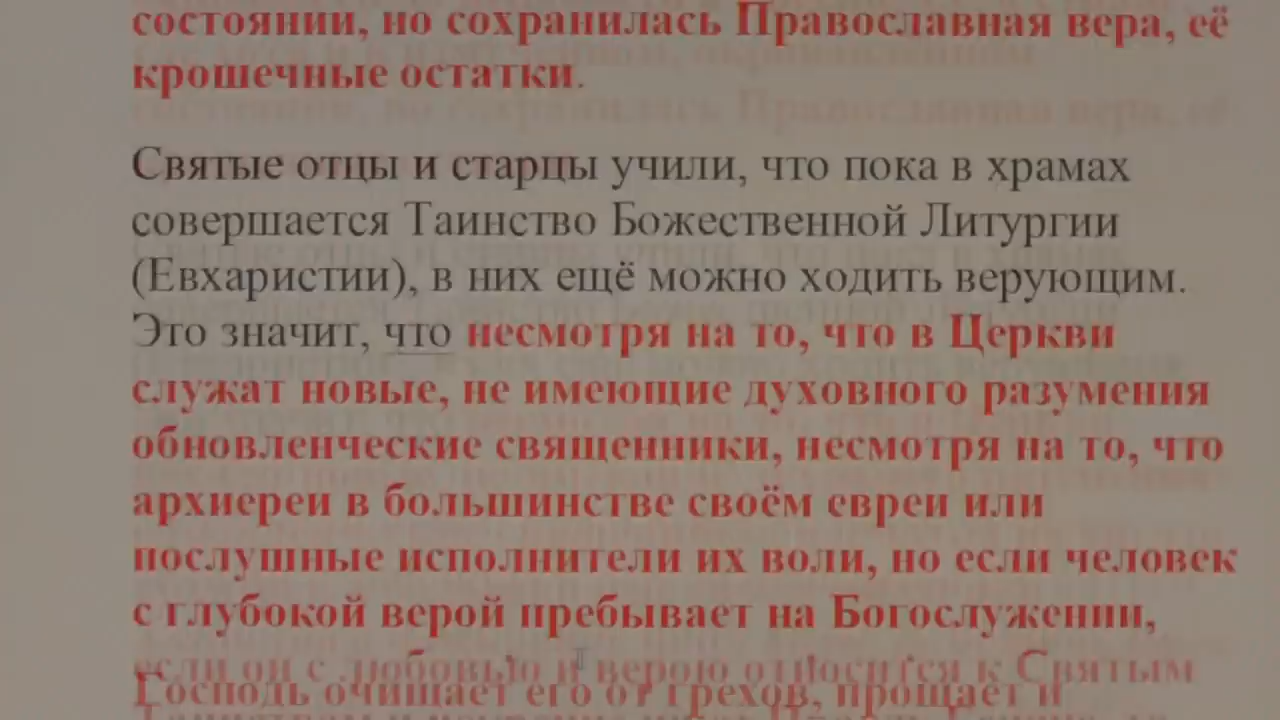 состоянии, но сохранилась Православная вера, её
крошечные остатки.
Святые отцы и старцы учили, что пока в храмах
совершается Таинство Божественной Литургии
(Евхаристии), в них ещё можно ходить верующим.
Это значит, что несмотря на то, что в Церкви
служат новые, не имеющие духовного разумения
обновленческие священники, несмотря на то, что
архиереи в большинстве своём евреи или
послушные исполнители их воли, но если человек
с глубокой верой пребывает на Богослужении,
если он с любовью и верою относится к Святым
Господь очищает его от грехов, прощает и